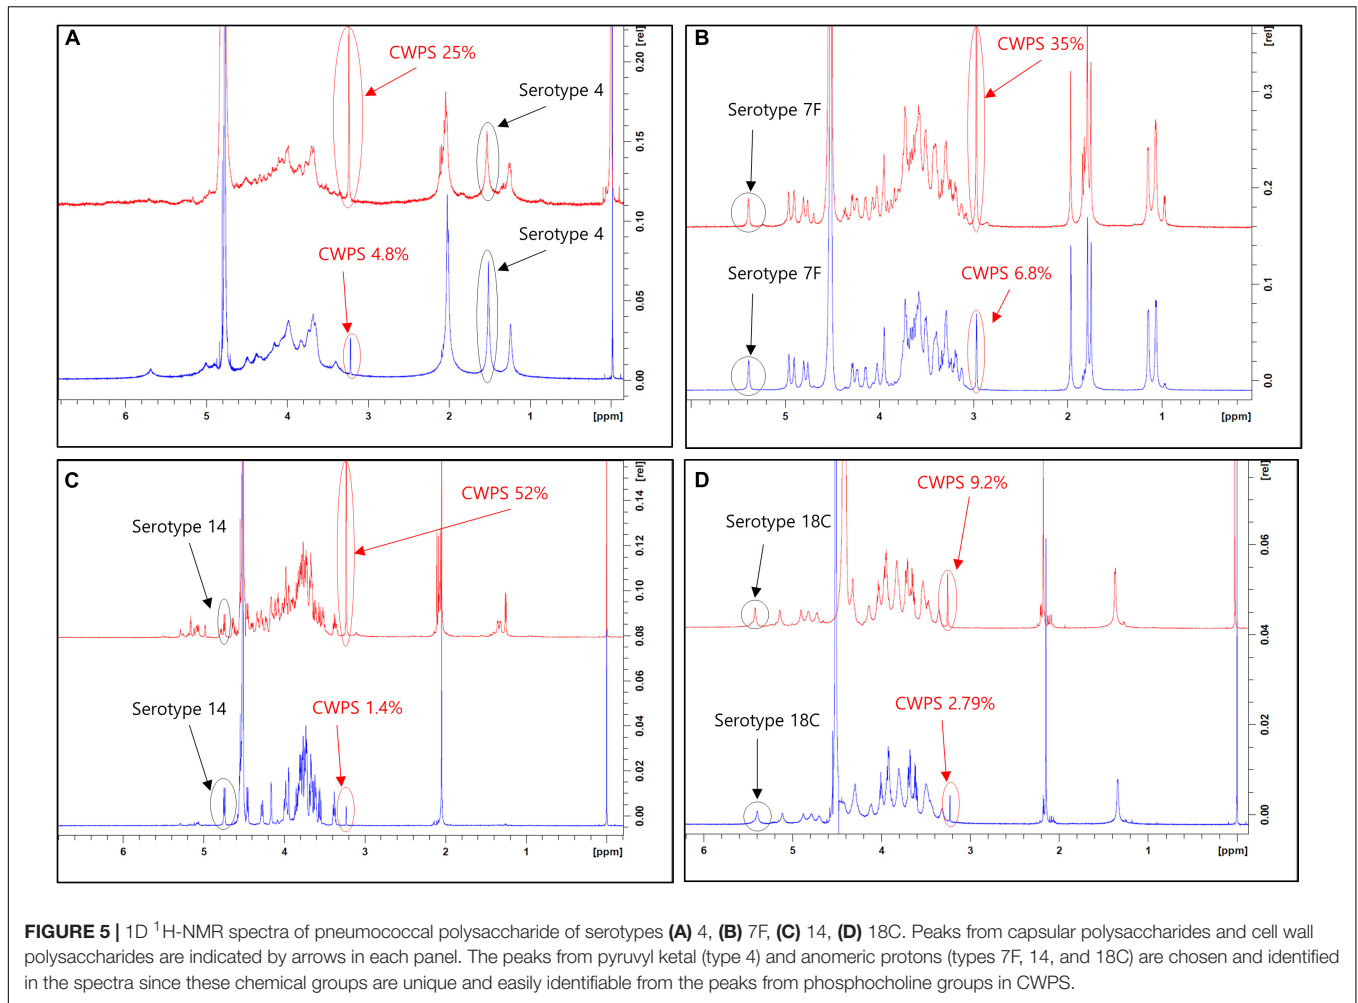 A
CWPS 25%
Serotype 4
CWPS 4.8%
Serotype 4
[rel]
0.20
0.15
0.10
0.05
0.00
6 5 4 3 2 1 [ppm]
B
CWPS 35%
Serotype 7F
Serotype 7F
CWPS 6.8%
[rel]
0.3
0.2
0.1
0.0
5 4 3 2 1 [ppm]
C
CWPS 52%
Serotype 14
Serotype 14
CWPS 1.4%
[rel]
0.14
0.12
0.10
0.08
0.06
0.04
0.02
0.00
6 5 4 3 2 1 [ppm]
D
CWPS 9.2%
Serotype 18C
CWPS 2.79%
Serotype 18C
[rel]
0.06
0.04
0.02
0.00
6 5 4 3 2 1 [ppm]
FIGURE 5 | 1D ¹H-NMR spectra of pneumococcal polysaccharide of serotypes (A) 4, (B) 7F, (C) 14, (D) 18C. Peaks from capsular polysaccharides and cell wall
polysaccharides are indicated by arrows in each panel. The peaks from pyruvyl ketal (type 4) and anomeric protons (types 7F, 14, and 18C) are chosen and identified
in the spectra since these chemical groups are unique and easily identifiable from the peaks from phosphocholine groups in CWPS.